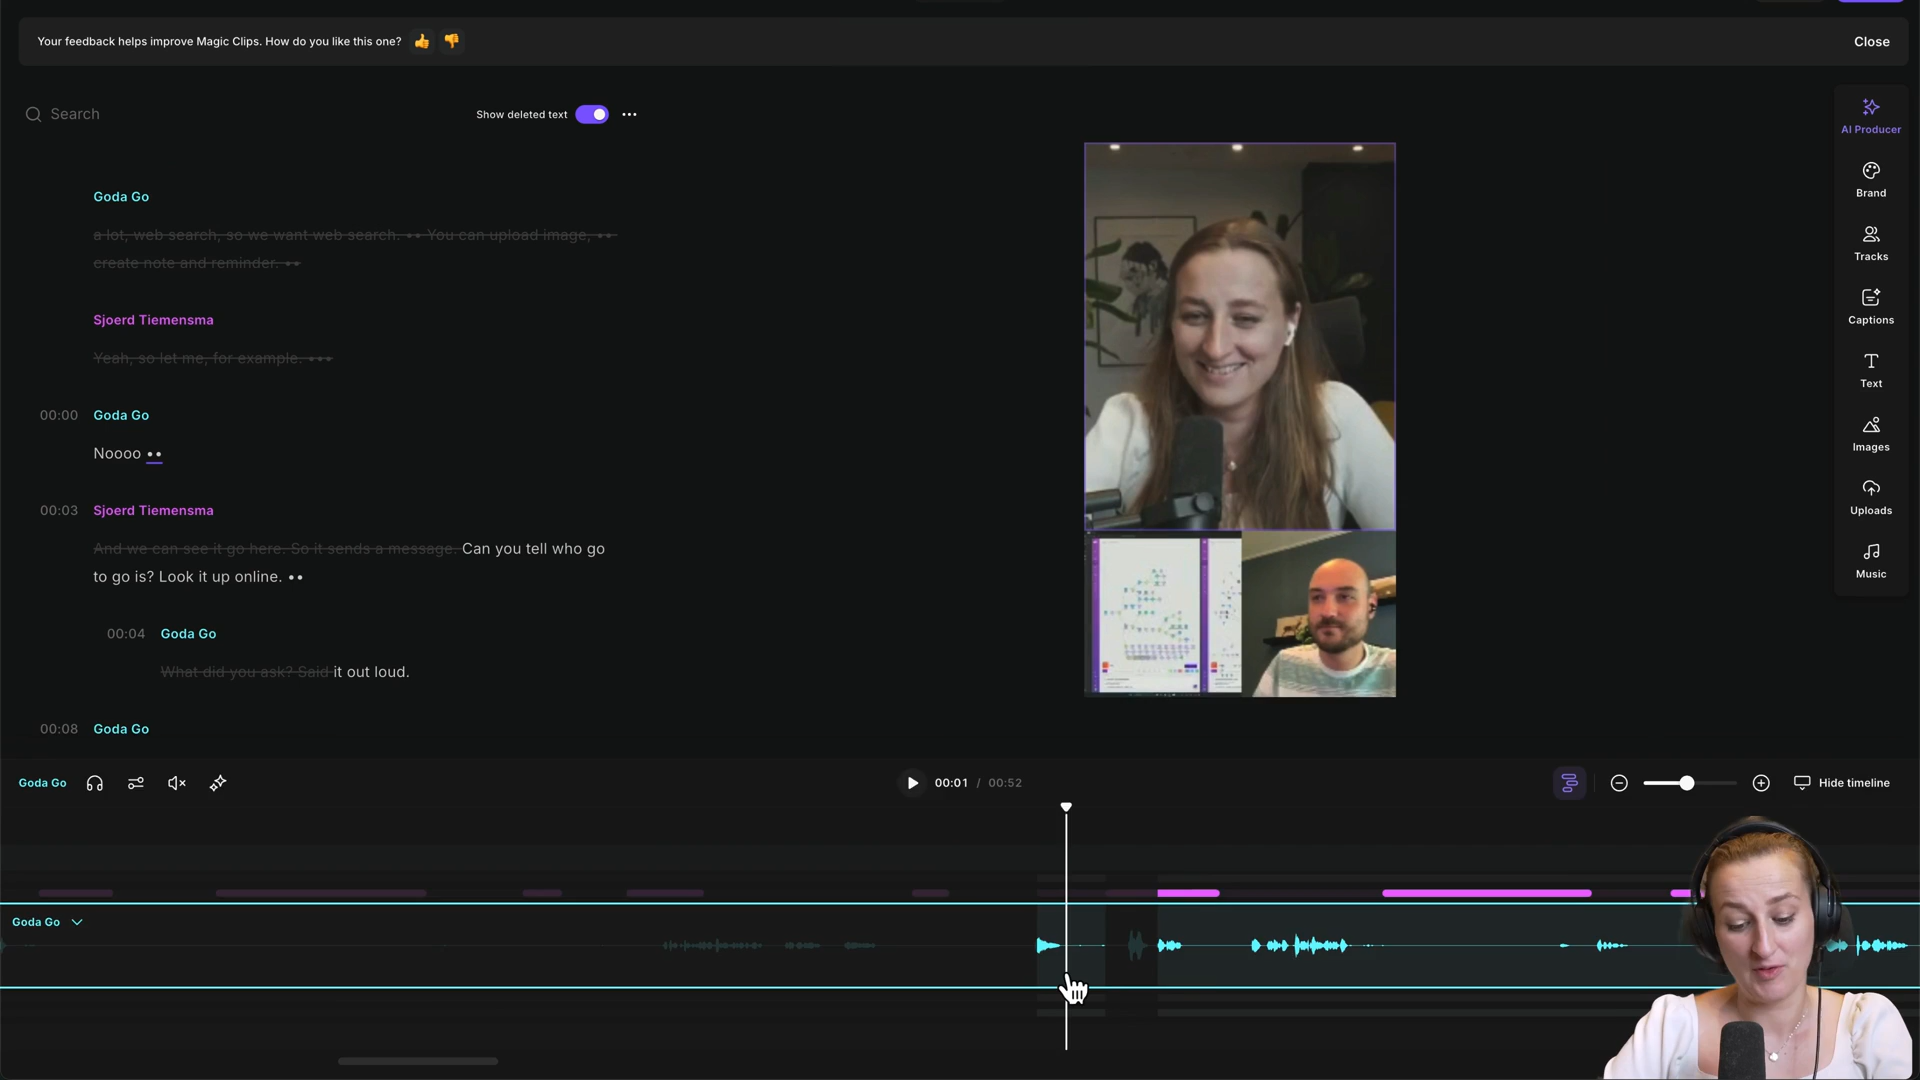 Your feedback helps improve Magic Clips. How do you like this one?
Close
Search
Show deleted text
AI Producer
Brand
Tracks
Captions
Text
Images
Uploads
Music
Goda Go
a lot, web search, so we want web search. •• You can upload image, ••
create note and reminder. ••
Sjoerd Tiemensma
Yeah, so let me, for example. •••
00:00 Goda Go
Noooo ••
00:03 Sjoerd Tiemensma
And we can see it go here. So it sends a message. Can you tell who go
to go is? Look it up online. ••
00:04 Goda Go
What did you ask? Said it out loud.
00:08 Goda Go
Goda Go
00:01 / 00:52
Hide timeline
Goda Go